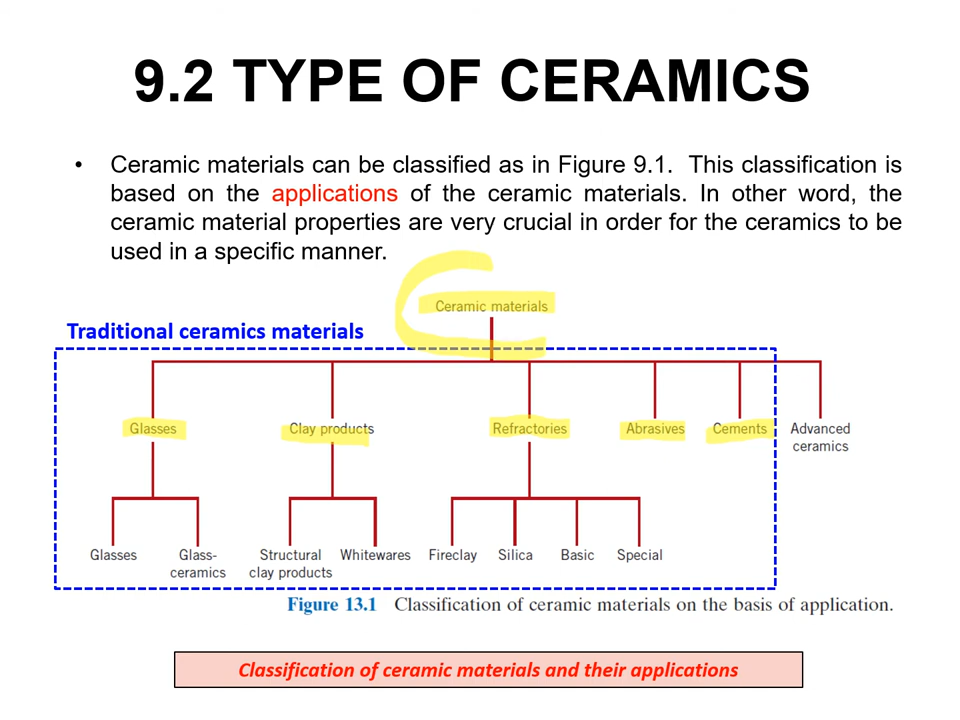 9.2 TYPE OF CERAMICS
• Ceramic materials can be classified as in Figure 9.1. This classification is
based on the applications of the ceramic materials. In other word, the
ceramic material properties are very crucial in order for the ceramics to be
used in a specific manner.
Ceramic materials
Traditional ceramics materials
Glasses Clay products Refractories Abrasives Cements Advanced
ceramics
Glasses Glass- Structural Whitewares Fireclay Silica Basic Special
ceramics clay products
Figure 13.1 Classification of ceramic materials on the basis of application.
Classification of ceramic materials and their applications